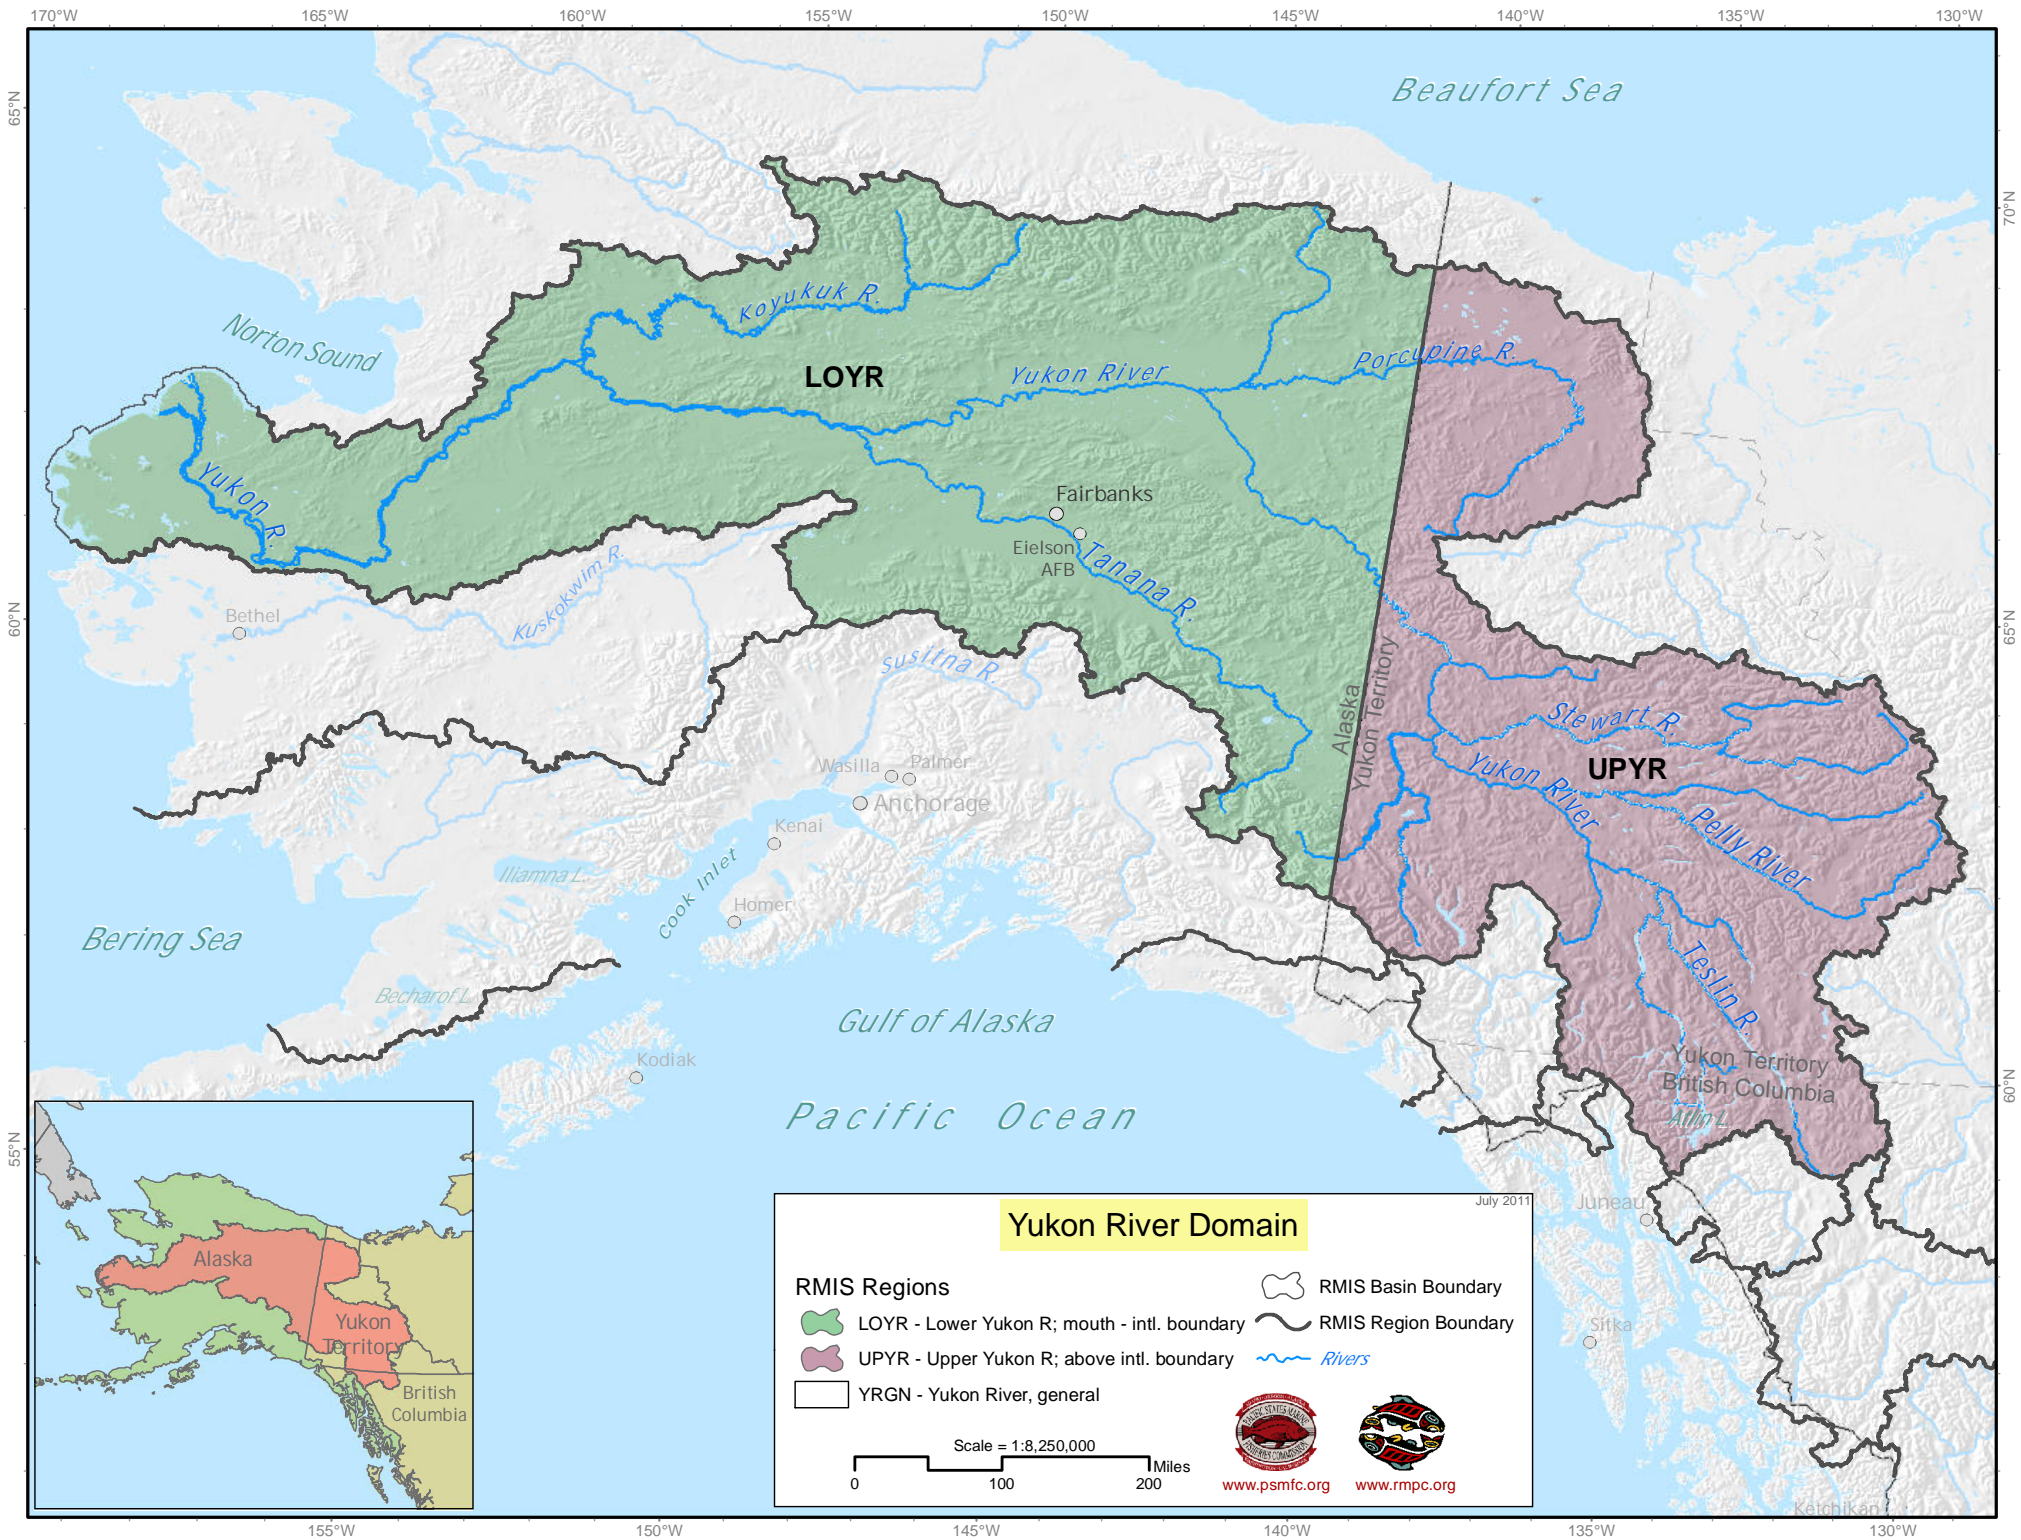 170°W
165°W
160°W
155°W
150°W
145°W
140°W
135°W
130°W
65°N
60°N
55°N
70°N
65°N
60°N
Beaufort Sea
Norton Sound
Koyukuk R.
LOYR
Yukon River
Porcupine R.
Yukon R.
Fairbanks
Eielson
AFB
Tanana R.
Kuskokwim R.
Bethel
Susitna R.
Alaska
Yukon Territory
Stewart R.
UPYR
Yukon River
Pelly River
Wasilla
Palmer
Anchorage
Kenai
Cook Inlet
Iliamna L.
Homer
Bering Sea
Becharof L.
Teslin R.
Gulf of Alaska
Kodiak
Yukon Territory
British Columbia
Atlin L.
Pacific Ocean
Juneau
Sitka
Ketchikan
Alaska
Yukon
Territory
British
Columbia
July 2011
Yukon River Domain
RMIS Regions
LOYR - Lower Yukon R; mouth - intl. boundary
UPYR - Upper Yukon R; above intl. boundary
YRGN - Yukon River, general
RMIS Basin Boundary
RMIS Region Boundary
Rivers
Scale = 1:8,250,000
Miles
0 100 200
PACIFIC STATES MARINE
FISHERIES COMMISSION
www.psmfc.org
www.rmpc.org
155°W
150°W
145°W
140°W
135°W
130°W